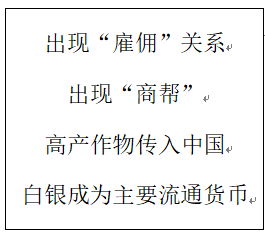 出现“雇佣”关系
出现“商帮”
高产作物传入中国
白银成为主要流通货币